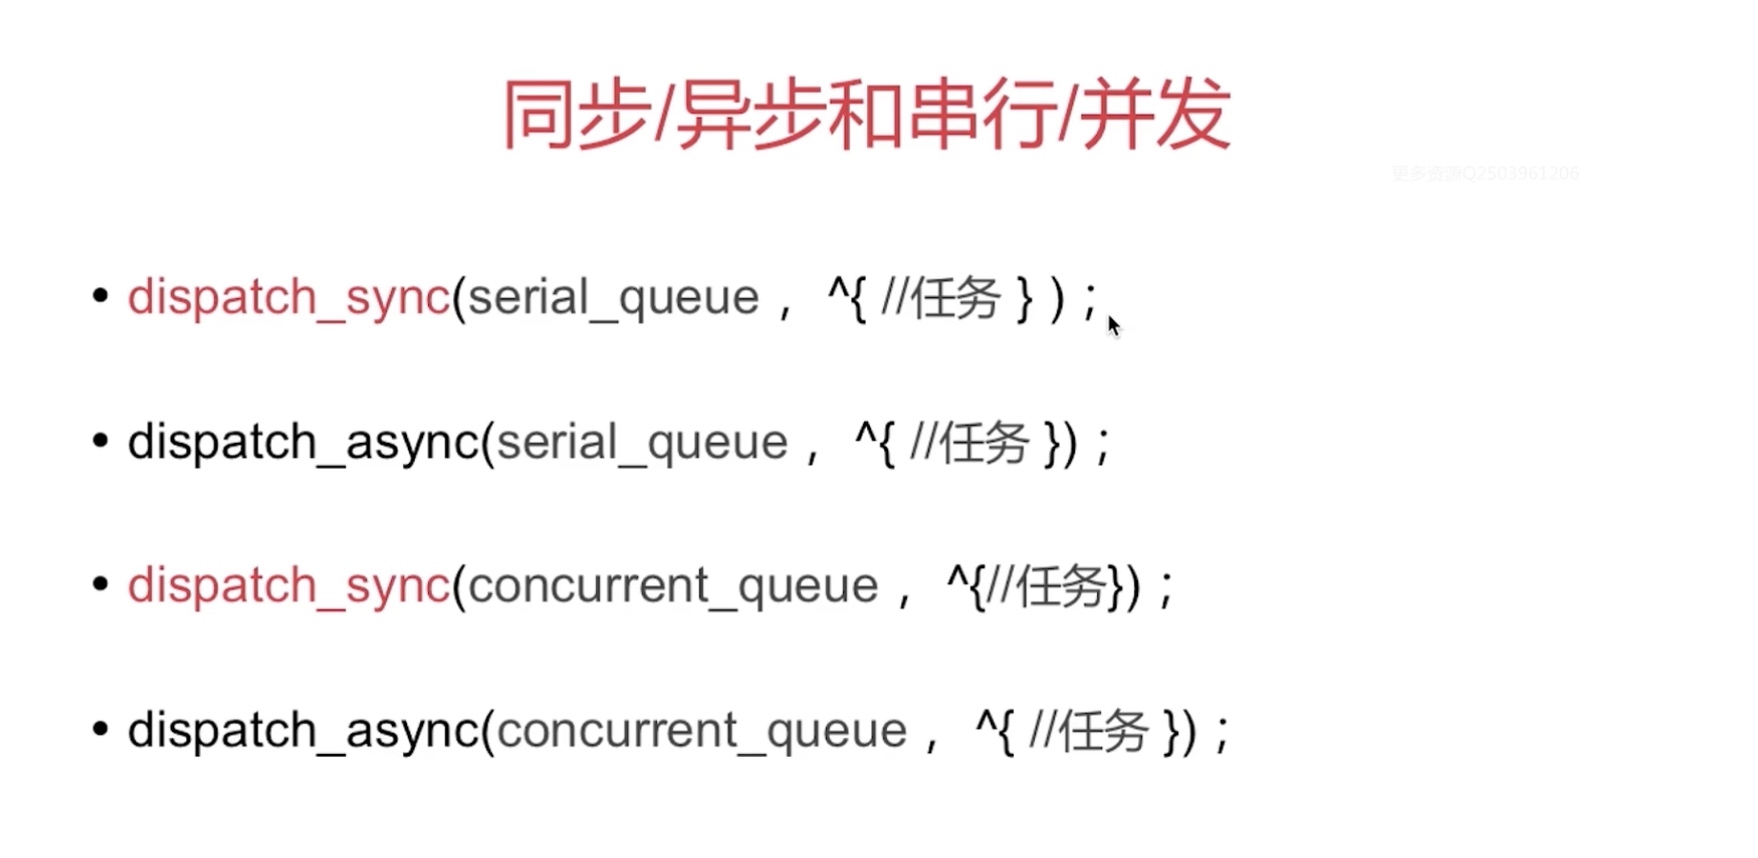 同步/异步和串行/并发
更多资源Q2503961206
• dispatch_sync(serial_queue， ^{ //任务 } )；
• dispatch_async(serial_queue， ^{ //任务 })；
• dispatch_sync(concurrent_queue， ^{//任务})；
• dispatch_async(concurrent_queue， ^{ //任务 })；